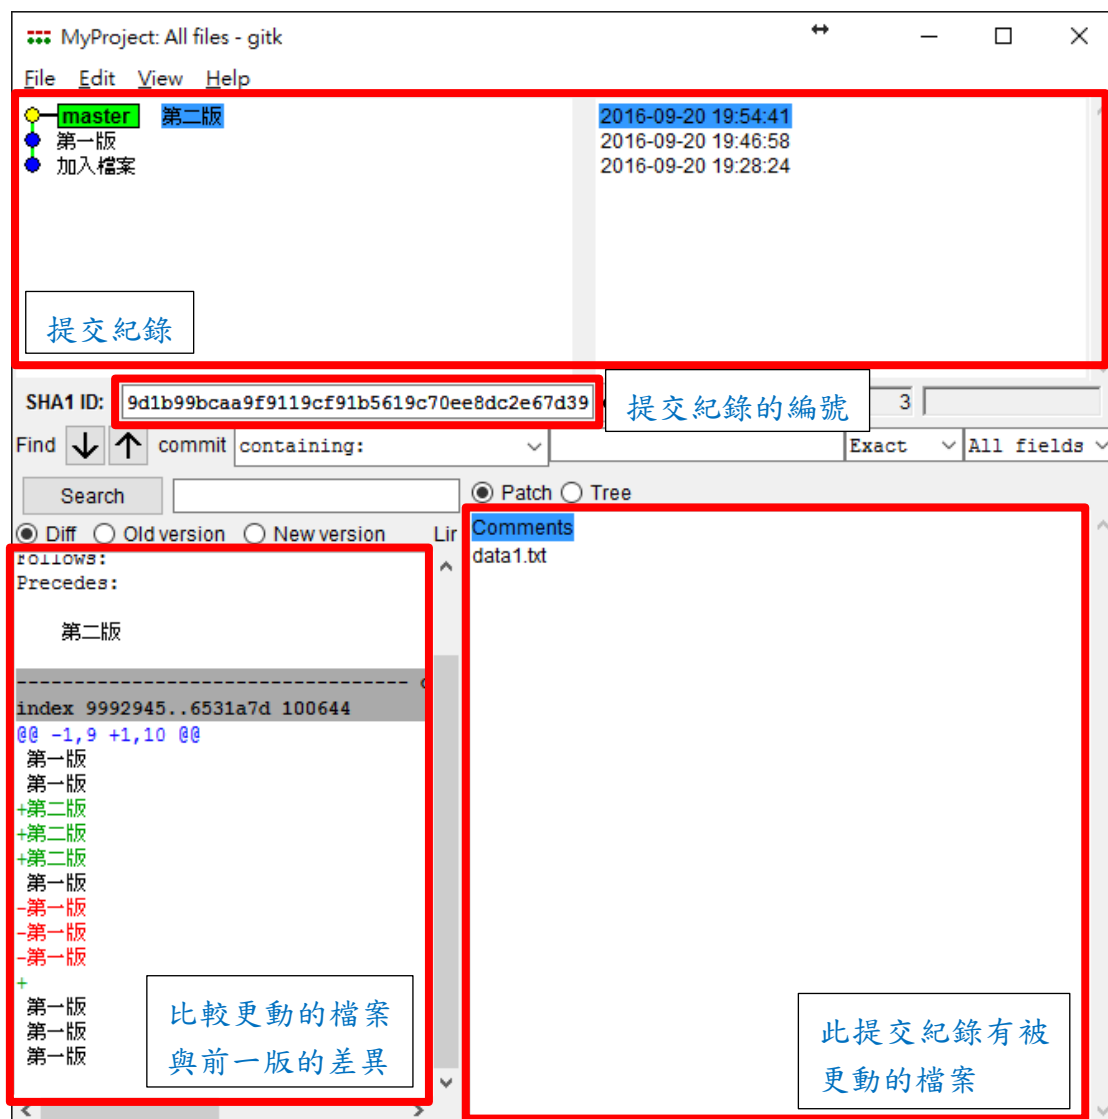 MyProject: All files - gitk
File Edit View Help
master 第二版 2016-09-20 19:54:41
第一版 2016-09-20 19:46:58
加入檔案 2016-09-20 19:28:24
提交紀錄
SHA1 ID: 9d1b99bcaa9f9119cf91b5619c70ee8dc2e67d39 提交紀錄的編號 3
Find commit containing: Exact All fields
Search Patch Tree
Diff Old version New version Lin
Comments
data1.txt
Follows:
Precedes:
第二版
---------------------------------- 
index 9992945..6531a7d 100644
@@ -1,9 +1,10 @@
第一版
第一版
+第二版
+第二版
+第二版
第一版
-第一版
-第一版
-第一版
+
第一版
第一版
第一版
比較更動的檔案
與前一版的差異
此提交紀錄有被
更動的檔案